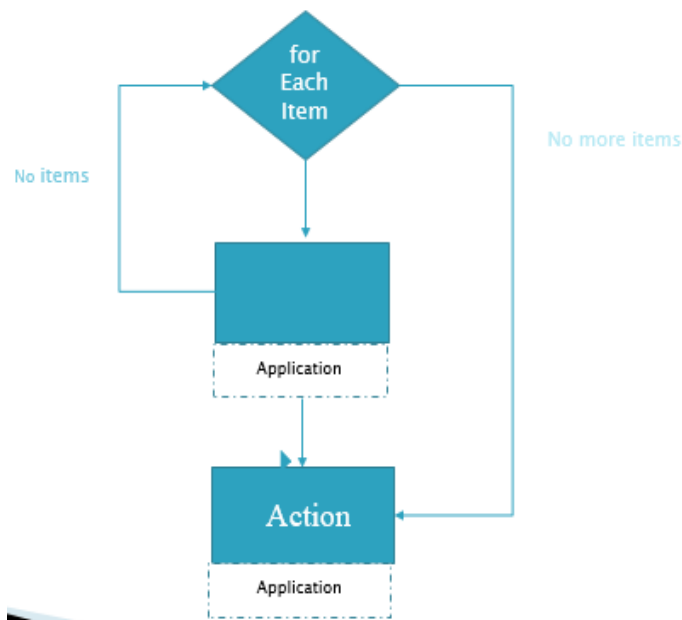 for
Each
Item
No more items
No items
Application
Action
Application